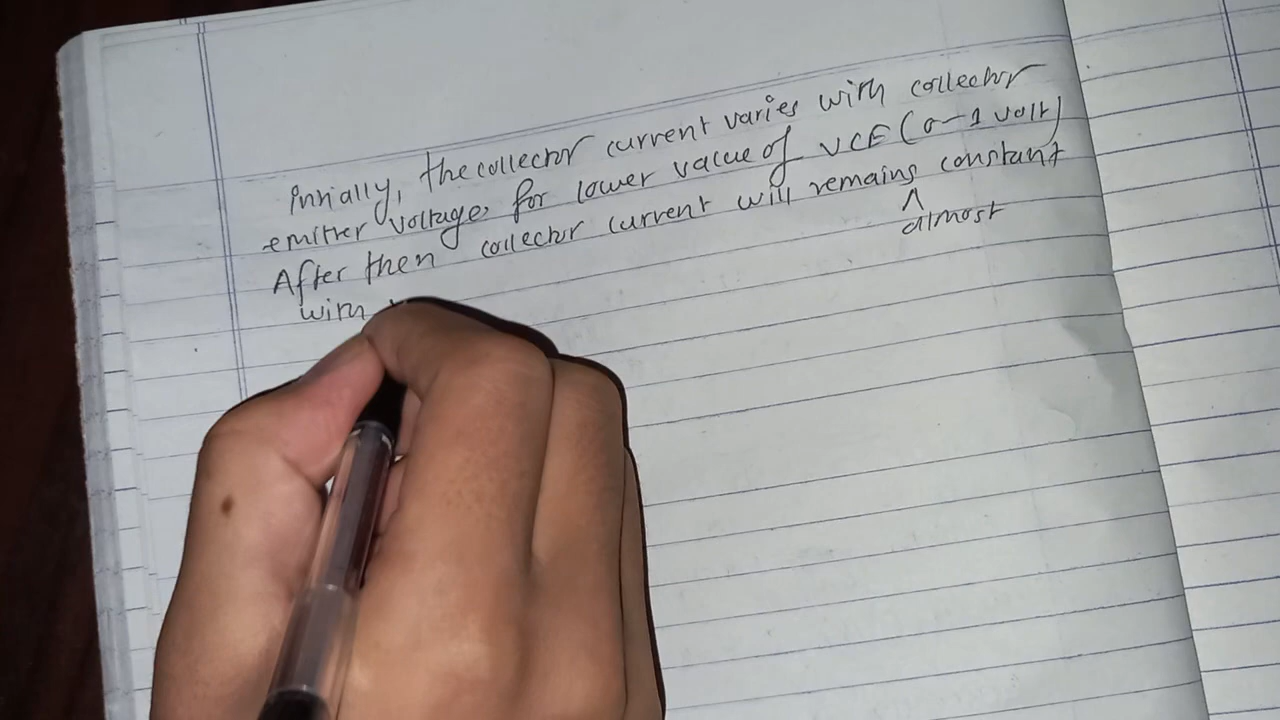 initially, the collector current varies with collector
emitter voltage, for lower value of VCE (0-1 volt)
After then collector current will remains constant
almost
with